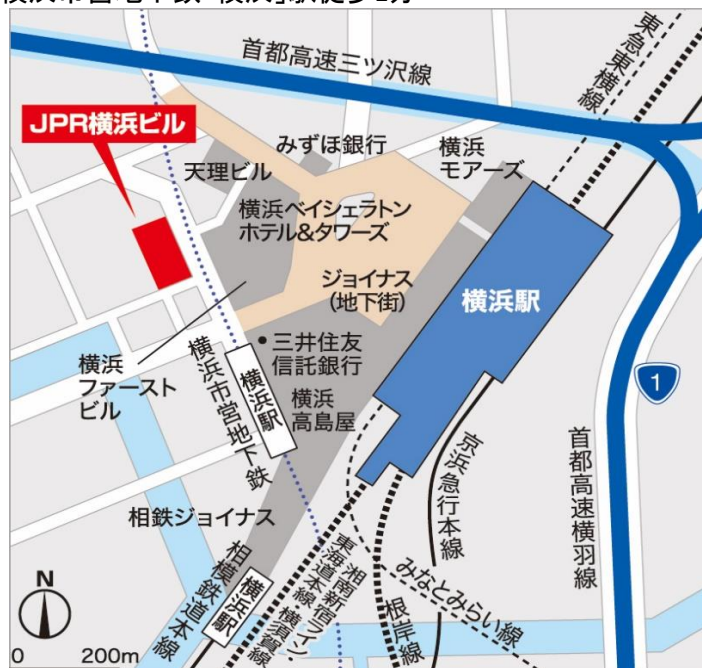 横浜市営地下鉄「横浜」駅徒歩1分
首都高速三ツ沢線
東急東横線
JPR横浜ビル
みずほ銀行
天理ビル
横浜
モアーズ
横浜ベイシェラトン
ホテル&タワーズ
ジョイナス
(地下街)
横浜駅
三井住友
信託銀行
横浜
ファースト
ビル
横浜市営地下鉄
横浜駅
横浜
高島屋
1
京浜急行本線
首都高速横羽線
相鉄ジョイナス
相模鉄道本線
横浜駅
湘南新宿ライン
東海道本線・横須賀線
根岸線
みなとみらい線
N
0 200m